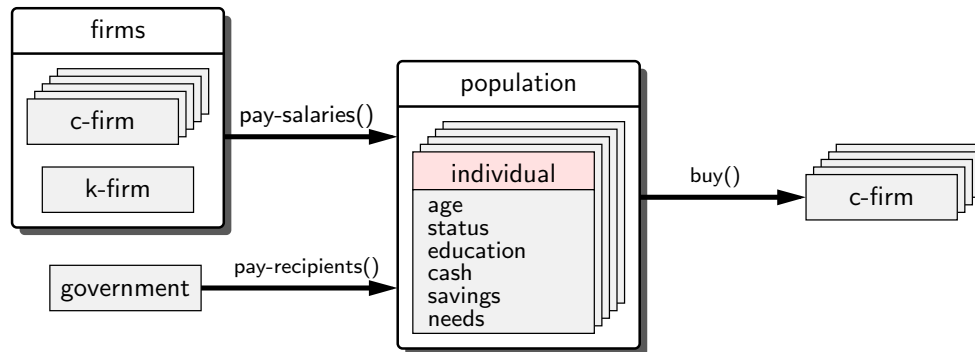 firms
c-firm
k-firm
government
pay-salaries()
pay-recipients()
population
individual
age
status
education
cash
savings
needs
buy()
c-firm